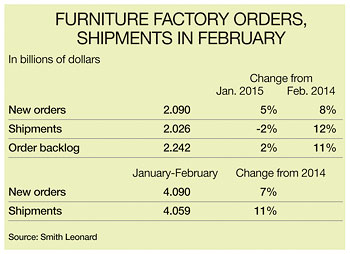 FURNITURE FACTORY ORDERS,
SHIPMENTS IN FEBRUARY
In billions of dollars
Change from
Jan. 2015 Feb. 2014
New orders 2.090 5% 8%
Shipments 2.026 -2% 12%
Order backlog 2.242 2% 11%
January-February Change from 2014
New orders 4.090 7%
Shipments 4.059 11%
Source: Smith Leonard